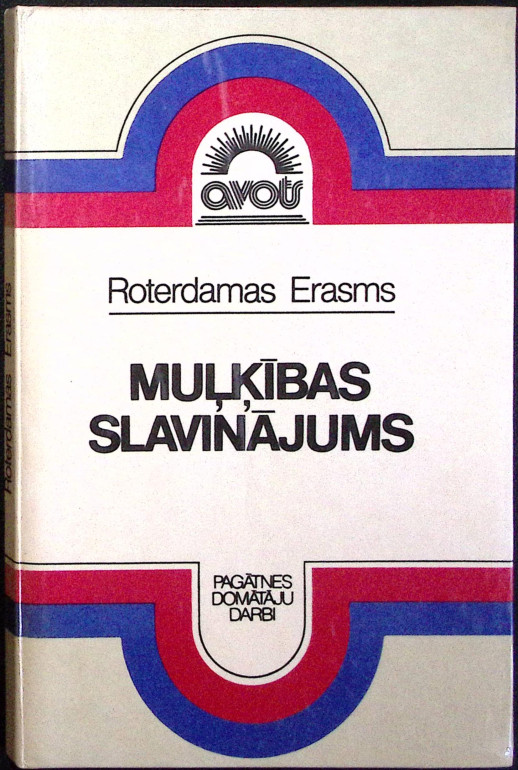 avots
Roterdamas Erasms
MUĻĶĪBAS
SLAVINĀJUMS
PAGĀTNES
DOMĀTĀJU
DARBI
Roterdamas Erasms